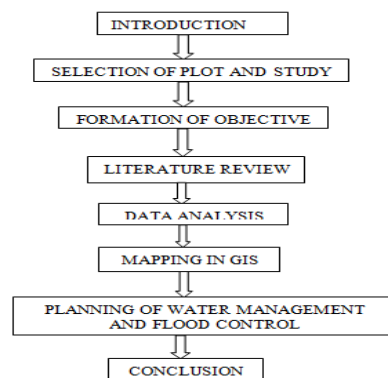 INTRODUCTION
SELECTION OF PLOT AND STUDY
FORMATION OF OBJECTIVE
LITERATURE REVIEW
DATA ANALYSIS
MAPPING IN GIS
PLANNING OF WATER MANAGEMENT
AND FLOOD CONTROL
CONCLUSION